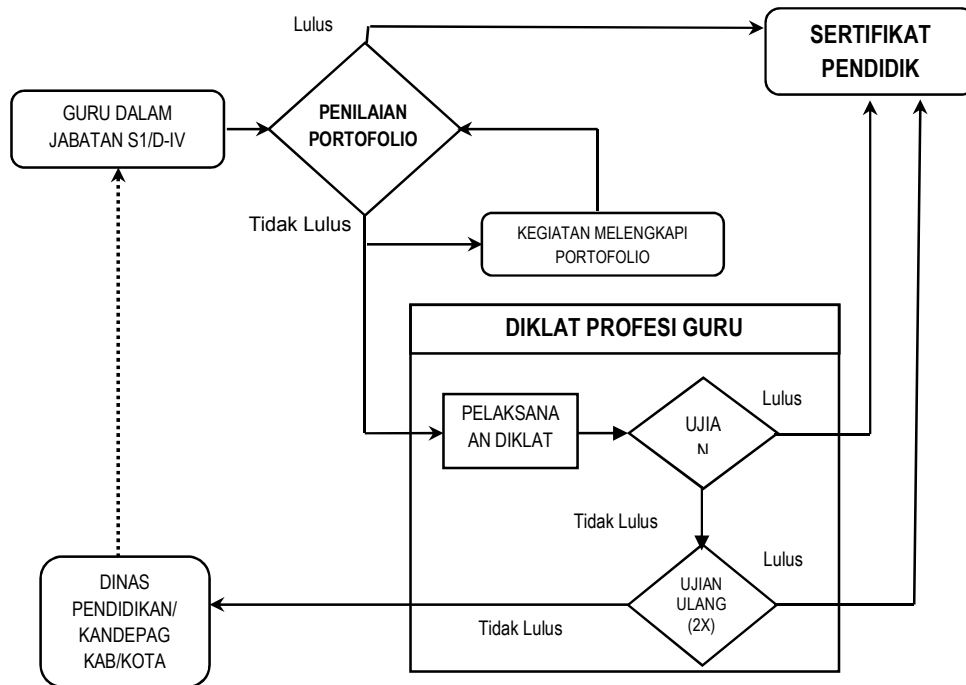 Lulus
SERTIFIKAT
PENDIDIK
GURU DALAM
JABATAN S1/D-IV
PENILAIAN
PORTOFOLIO
Tidak Lulus
KEGIATAN MELENGKAPI
PORTOFOLIO
DIKLAT PROFESI GURU
PELAKSANA
AN DIKLAT
UJIA
N
Lulus
Tidak Lulus
DINAS
PENDIDIKAN/
KANDEPAG
KAB/KOTA
UJIAN
ULANG
(2X)
Lulus
Tidak Lulus